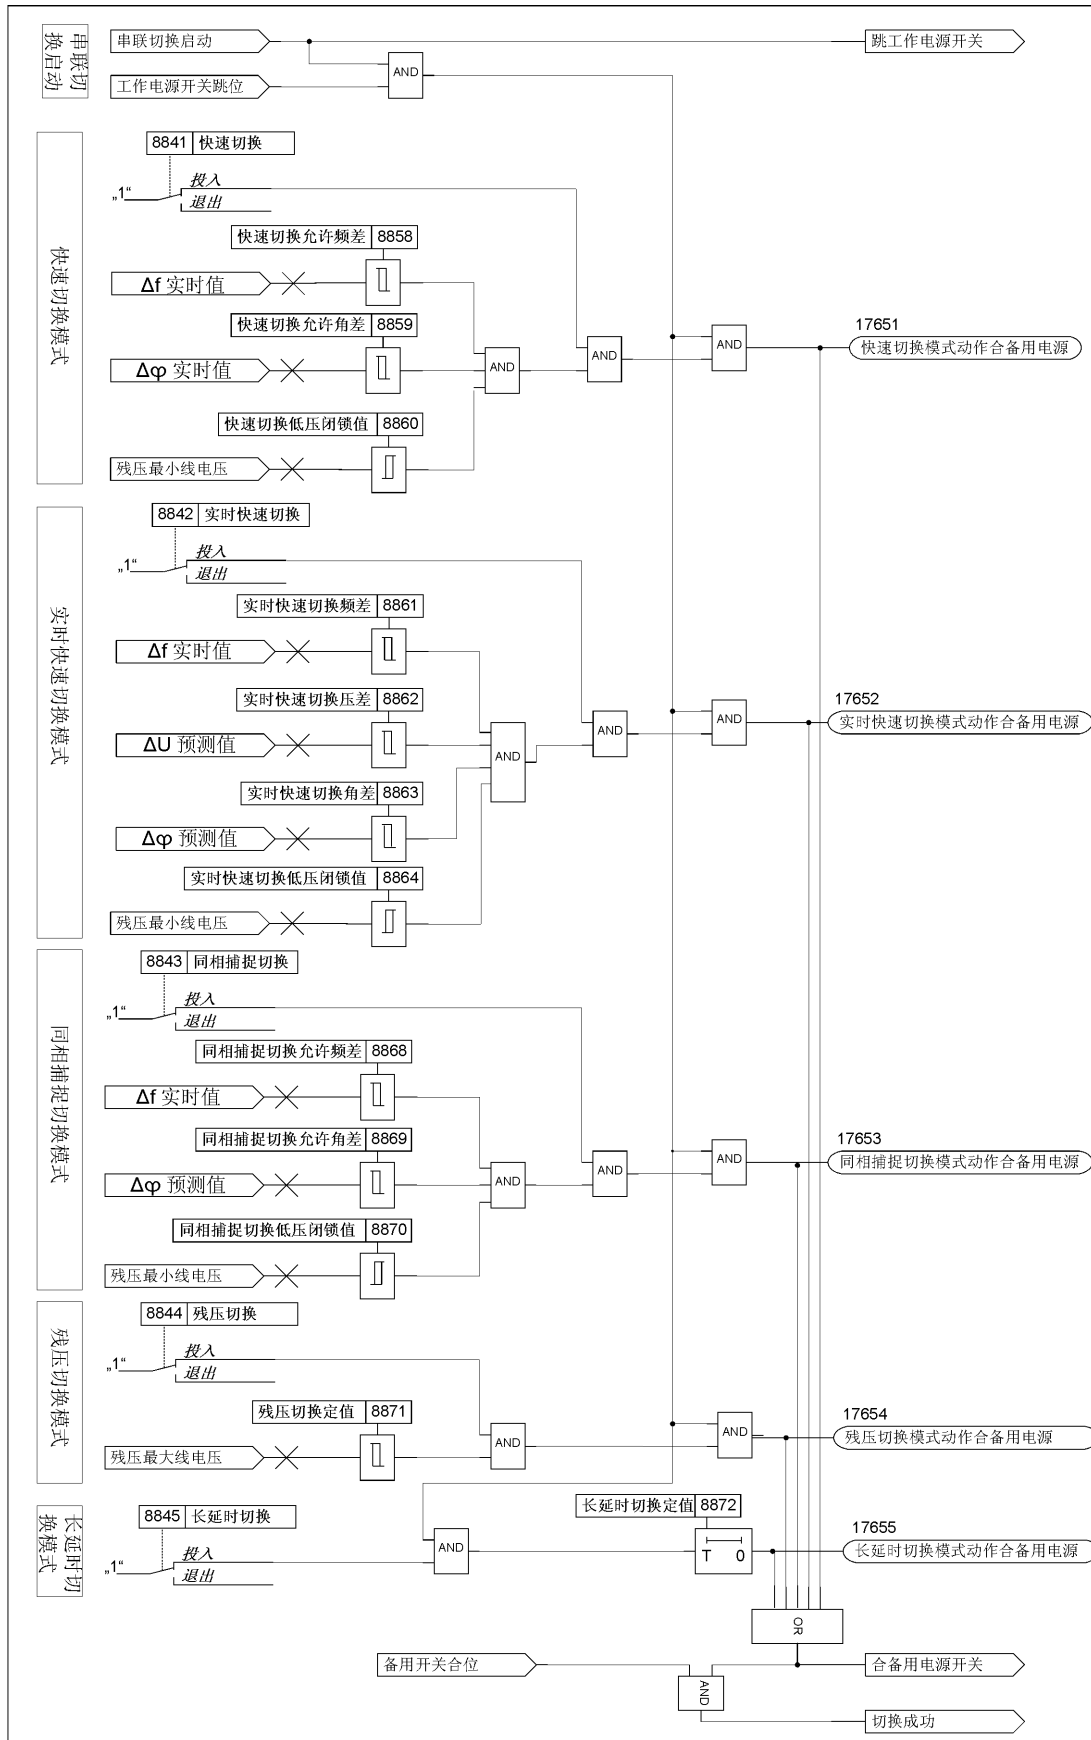 串联切换启动
串联切换启动
跳工作电源开关
AND
工作电源开关跳位
快速切换模式
8841 快速切换
„1“
投入
退出
快速切换允许频差 8858
Δf 实时值
快速切换允许角差 8859
Δφ 实时值
AND
AND
AND
17651
快速切换模式动作合备用电源
快速切换低压闭锁值 8860
残压最小线电压
实时快速切换模式
8842 实时快速切换
„1“
投入
退出
实时快速切换频差 8861
Δf 实时值
实时快速切换压差 8862
ΔU 预测值
AND
AND
AND
17652
实时快速切换模式动作合备用电源
实时快速切换角差 8863
Δφ 预测值
实时快速切换低压闭锁值 8864
残压最小线电压
同相捕捉切换模式
8843 同相捕捉切换
„1“
投入
退出
同相捕捉切换允许频差 8868
Δf 实时值
同相捕捉切换允许角差 8869
Δφ 预测值
AND
AND
AND
17653
同相捕捉切换模式动作合备用电源
同相捕捉切换低压闭锁值 8870
残压最小线电压
残压切换模式
8844 残压切换
„1“
投入
退出
残压切换定值 8871
残压最大线电压
AND
AND
17654
残压切换模式动作合备用电源
长延时切换模式
8845 长延时切换
„1“
投入
退出
AND
长延时切换定值 8872
T 0
17655
长延时切换模式动作合备用电源
OR
备用开关合位
合备用电源开关
AND
切换成功